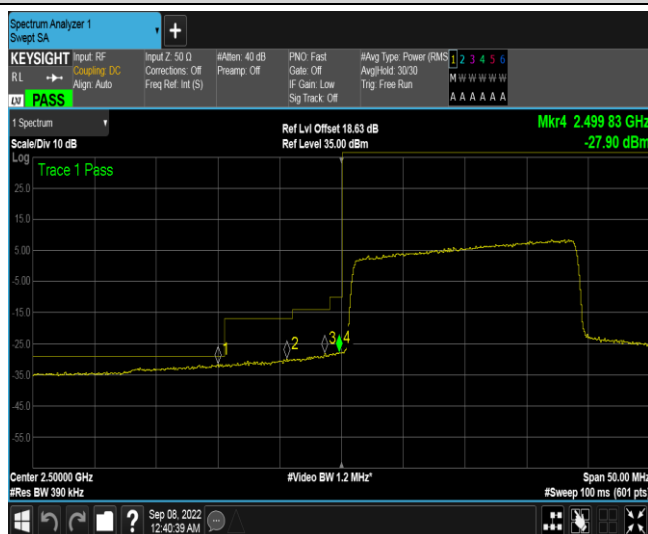 Spectrum Analyzer 1
Swept SA
+
KEYSIGHT Input: RF
RL Coupling: DC
Align: Auto
LXI PASS
Input Z: 50 Ω
Corrections: Off
Freq Ref: Int (S)
#Atten: 40 dB
Preamp: Off
PNO: Fast
Gate: Off
IF Gain: Low
Sig Track: Off
#Avg Type: Power (RMS
Avg|Hold: 30/30
Trig: Free Run
1 2 3 4 5 6
M W W W W W
A A A A A A
1 Spectrum
Scale/Div 10 dB
Ref Lvl Offset 18.63 dB
Ref Level 35.00 dBm
Mkr4 2.499 83 GHz
-27.90 dBm
Log
Trace 1 Pass
25.0
15.0
5.00
-5.00
-15.0
-25.0
-35.0
-45.0
-55.0
1
2
3
4
Center 2.50000 GHz
#Res BW 390 kHz
#Video BW 1.2 MHz*
Span 50.00 MHz
#Sweep 100 ms (601 pts)
?
Sep 08, 2022
12:40:39 AM